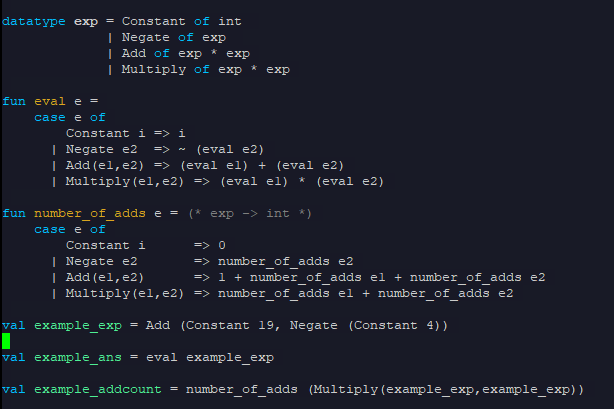 datatype exp = Constant of int
             | Negate of exp
             | Add of exp * exp
             | Multiply of exp * exp
fun eval e =
    case e of
        Constant i => i
      | Negate e2  => ~ (eval e2)
      | Add(e1,e2) => (eval e1) + (eval e2)
      | Multiply(e1,e2) => (eval e1) * (eval e2)
fun number_of_adds e = (* exp -> int *)
    case e of
        Constant i      => 0
      | Negate e2       => number_of_adds e2
      | Add(e1,e2)      => 1 + number_of_adds e1 + number_of_adds e2
      | Multiply(e1,e2) => number_of_adds e1 + number_of_adds e2
val example_exp = Add (Constant 19, Negate (Constant 4))
val example_ans = eval example_exp
val example_addcount = number_of_adds (Multiply(example_exp,example_exp))